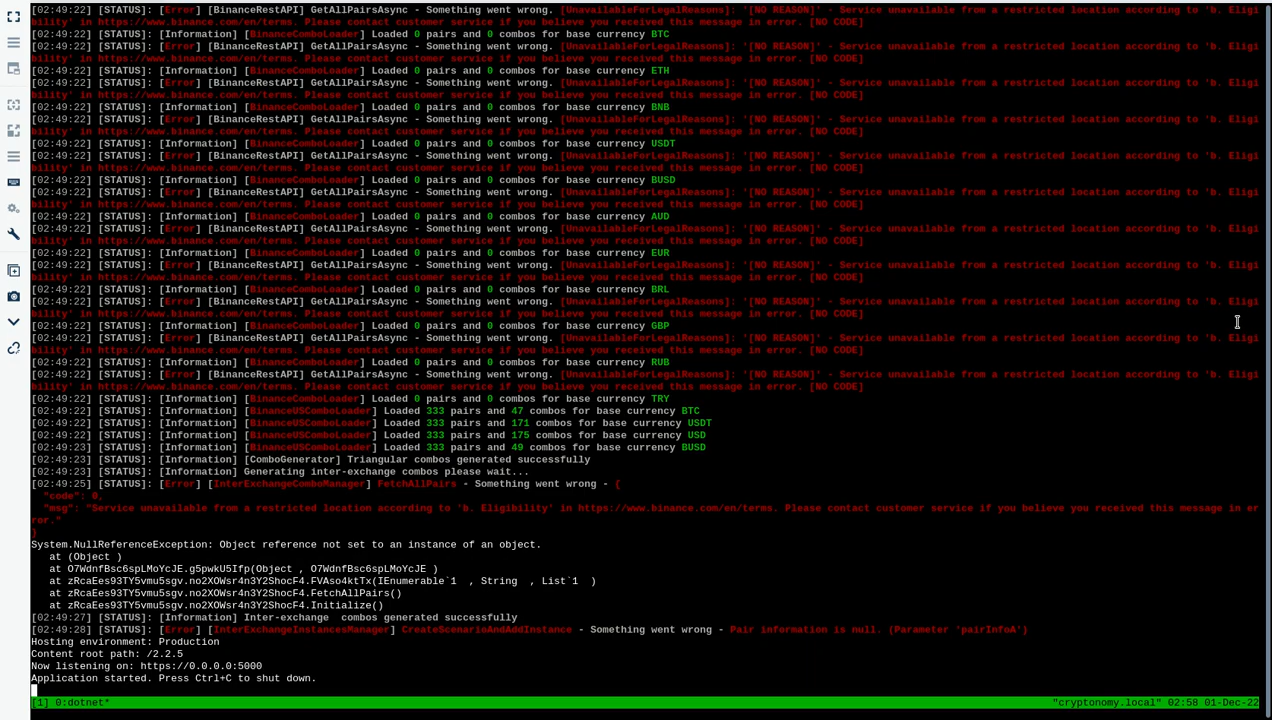 [02:49:22] [STATUS]: [Error] [BinanceRestAPI] GetAllPairsAsync - Something went wrong. [UnavailableForLegalReasons]: '[NO REASON]' - Service unavailable from a restricted location according to 'b. Eligi
bility' in https://www.binance.com/en/terms. Please contact customer service if you believe you received this message in error. [NO CODE]
[02:49:22] [STATUS]: [Information] [BinanceComboLoader] Loaded 0 pairs and 0 combos for base currency BTC
[02:49:22] [STATUS]: [Error] [BinanceRestAPI] GetAllPairsAsync - Something went wrong. [UnavailableForLegalReasons]: '[NO REASON]' - Service unavailable from a restricted location according to 'b. Eligi
bility' in https://www.binance.com/en/terms. Please contact customer service if you believe you received this message in error. [NO CODE]
[02:49:22] [STATUS]: [Information] [BinanceComboLoader] Loaded 0 pairs and 0 combos for base currency ETH
[02:49:22] [STATUS]: [Error] [BinanceRestAPI] GetAllPairsAsync - Something went wrong. [UnavailableForLegalReasons]: '[NO REASON]' - Service unavailable from a restricted location according to 'b. Eligi
bility' in https://www.binance.com/en/terms. Please contact customer service if you believe you received this message in error. [NO CODE]
[02:49:22] [STATUS]: [Information] [BinanceComboLoader] Loaded 0 pairs and 0 combos for base currency BNB
[02:49:22] [STATUS]: [Error] [BinanceRestAPI] GetAllPairsAsync - Something went wrong. [UnavailableForLegalReasons]: '[NO REASON]' - Service unavailable from a restricted location according to 'b. Eligi
bility' in https://www.binance.com/en/terms. Please contact customer service if you believe you received this message in error. [NO CODE]
[02:49:22] [STATUS]: [Information] [BinanceComboLoader] Loaded 0 pairs and 0 combos for base currency USDT
[02:49:22] [STATUS]: [Error] [BinanceRestAPI] GetAllPairsAsync - Something went wrong. [UnavailableForLegalReasons]: '[NO REASON]' - Service unavailable from a restricted location according to 'b. Eligi
bility' in https://www.binance.com/en/terms. Please contact customer service if you believe you received this message in error. [NO CODE]
[02:49:22] [STATUS]: [Information] [BinanceComboLoader] Loaded 0 pairs and 0 combos for base currency BUSD
[02:49:22] [STATUS]: [Error] [BinanceRestAPI] GetAllPairsAsync - Something went wrong. [UnavailableForLegalReasons]: '[NO REASON]' - Service unavailable from a restricted location according to 'b. Eligi
bility' in https://www.binance.com/en/terms. Please contact customer service if you believe you received this message in error. [NO CODE]
[02:49:22] [STATUS]: [Information] [BinanceComboLoader] Loaded 0 pairs and 0 combos for base currency AUD
[02:49:22] [STATUS]: [Error] [BinanceRestAPI] GetAllPairsAsync - Something went wrong. [UnavailableForLegalReasons]: '[NO REASON]' - Service unavailable from a restricted location according to 'b. Eligi
bility' in https://www.binance.com/en/terms. Please contact customer service if you believe you received this message in error. [NO CODE]
[02:49:22] [STATUS]: [Information] [BinanceComboLoader] Loaded 0 pairs and 0 combos for base currency EUR
[02:49:22] [STATUS]: [Error] [BinanceRestAPI] GetAllPairsAsync - Something went wrong. [UnavailableForLegalReasons]: '[NO REASON]' - Service unavailable from a restricted location according to 'b. Eligi
bility' in https://www.binance.com/en/terms. Please contact customer service if you believe you received this message in error. [NO CODE]
[02:49:22] [STATUS]: [Information] [BinanceComboLoader] Loaded 0 pairs and 0 combos for base currency BRL
[02:49:22] [STATUS]: [Error] [BinanceRestAPI] GetAllPairsAsync - Something went wrong. [UnavailableForLegalReasons]: '[NO REASON]' - Service unavailable from a restricted location according to 'b. Eligi
bility' in https://www.binance.com/en/terms. Please contact customer service if you believe you received this message in error. [NO CODE]
[02:49:22] [STATUS]: [Information] [BinanceComboLoader] Loaded 0 pairs and 0 combos for base currency GBP
[02:49:22] [STATUS]: [Error] [BinanceRestAPI] GetAllPairsAsync - Something went wrong. [UnavailableForLegalReasons]: '[NO REASON]' - Service unavailable from a restricted location according to 'b. Eligi
bility' in https://www.binance.com/en/terms. Please contact customer service if you believe you received this message in error. [NO CODE]
[02:49:22] [STATUS]: [Information] [BinanceComboLoader] Loaded 0 pairs and 0 combos for base currency RUB
[02:49:22] [STATUS]: [Error] [BinanceRestAPI] GetAllPairsAsync - Something went wrong. [UnavailableForLegalReasons]: '[NO REASON]' - Service unavailable from a restricted location according to 'b. Eligi
bility' in https://www.binance.com/en/terms. Please contact customer service if you believe you received this message in error. [NO CODE]
[02:49:22] [STATUS]: [Information] [BinanceComboLoader] Loaded 0 pairs and 0 combos for base currency TRY
[02:49:22] [STATUS]: [Information] [BinanceUSComboLoader] Loaded 333 pairs and 47 combos for base currency BTC
[02:49:22] [STATUS]: [Information] [BinanceUSComboLoader] Loaded 333 pairs and 171 combos for base currency USDT
[02:49:22] [STATUS]: [Information] [BinanceUSComboLoader] Loaded 333 pairs and 175 combos for base currency USD
[02:49:23] [STATUS]: [Information] [BinanceUSComboLoader] Loaded 333 pairs and 49 combos for base currency BUSD
[02:49:23] [STATUS]: [Information] [ComboGenerator] Triangular combos generated successfully
[02:49:23] [STATUS]: [Information] Generating inter-exchange combos please wait...
[02:49:25] [STATUS]: [Error] [InterExchangeComboManager] FetchAllPairs - Something went wrong - {
"code": 0,
"msg": "Service unavailable from a restricted location according to 'b. Eligibility' in https://www.binance.com/en/terms. Please contact customer service if you believe you received this message in er
ror."
}
System.NullReferenceException: Object reference not set to an instance of an object.
at (Object )
at O7WdnfBsc6spLMoYcJE.g5pwkU5Ifp(Object , O7WdnfBsc6spLMoYcJE )
at zRcaEes93TY5vmu5sgv.no2XOWsr4n3Y2ShocF4.FVAso4ktTx(IEnumerable`1 , String , List`1 )
at zRcaEes93TY5vmu5sgv.no2XOWsr4n3Y2ShocF4.FetchAllPairs()
at zRcaEes93TY5vmu5sgv.no2XOWsr4n3Y2ShocF4.Initialize()
[02:49:27] [STATUS]: [Information] Inter-exchange  combos generated successfully
[02:49:28] [STATUS]: [Error] [InterExchangeInstancesManager] CreateScenarioAndAddInstance - Something went wrong - Pair information is null. (Parameter 'pairInfoA')
Hosting environment: Production
Content root path: /2.2.5
Now listening on: https://0.0.0.0:5000
Application started. Press Ctrl+C to shut down.
[1] 0:dotnet* "cryptonomy.local" 02:58 01-Dec-22